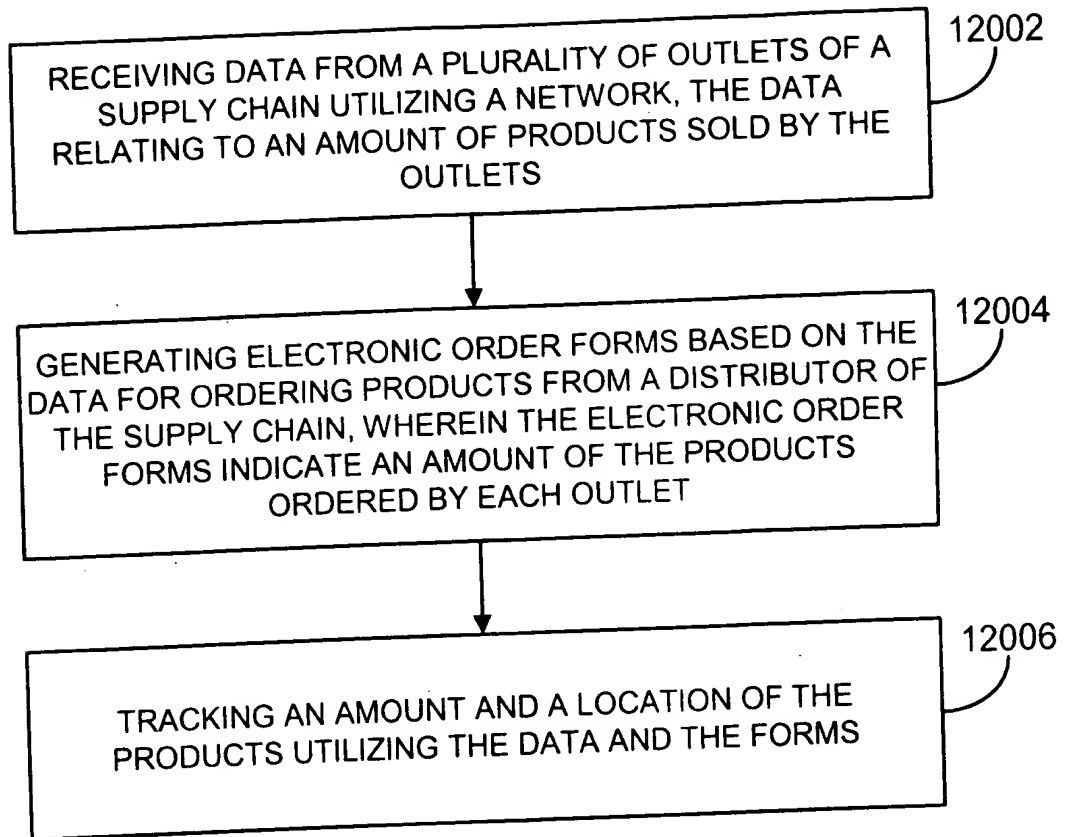 12002
RECEIVING DATA FROM A PLURALITY OF OUTLETS OF A
SUPPLY CHAIN UTILIZING A NETWORK, THE DATA
RELATING TO AN AMOUNT OF PRODUCTS SOLD BY THE
OUTLETS
12004
GENERATING ELECTRONIC ORDER FORMS BASED ON THE
DATA FOR ORDERING PRODUCTS FROM A DISTRIBUTOR OF
THE SUPPLY CHAIN, WHEREIN THE ELECTRONIC ORDER
FORMS INDICATE AN AMOUNT OF THE PRODUCTS
ORDERED BY EACH OUTLET
12006
TRACKING AN AMOUNT AND A LOCATION OF THE
PRODUCTS UTILIZING THE DATA AND THE FORMS